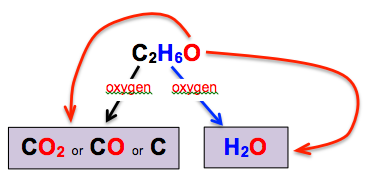 C₂H₆O
oxygen oxygen
CO₂ or CO or C H₂O